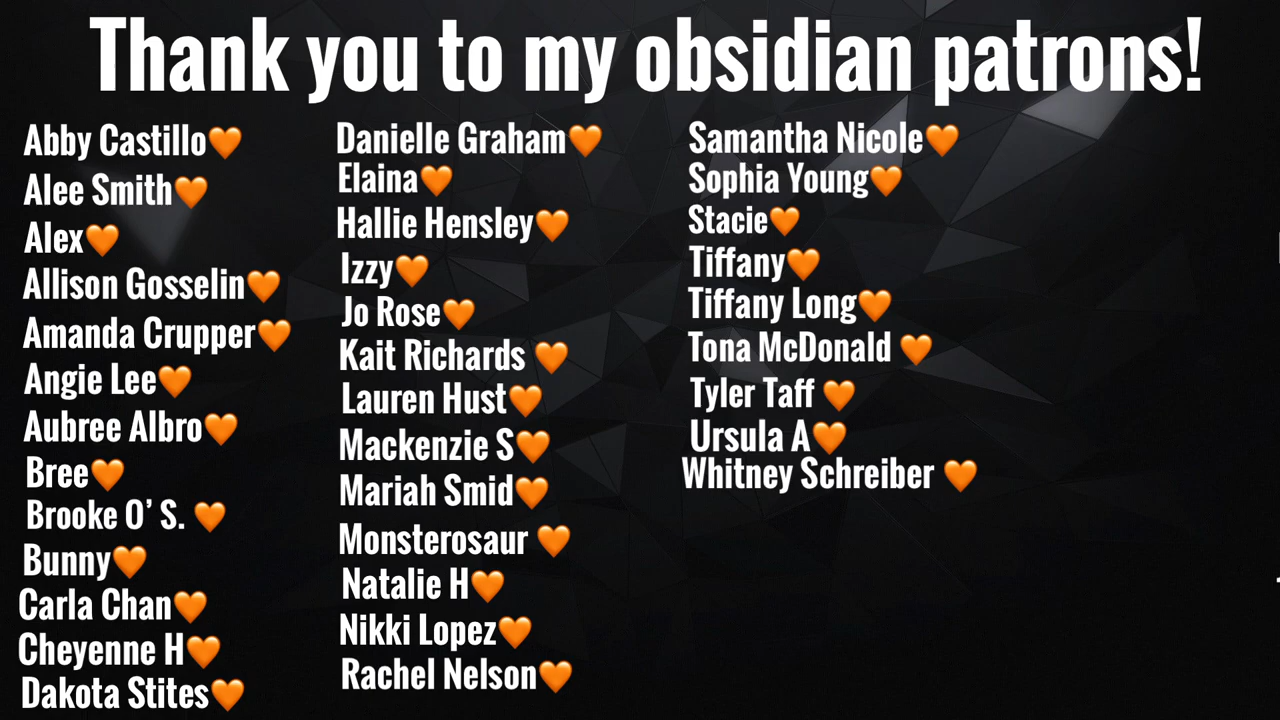 Thank you to my obsidian patrons!
Abby Castillo🧡
Alee Smith🧡
Alex🧡
Allison Gosselin🧡
Amanda Crupper🧡
Angie Lee🧡
Aubree Albro🧡
Bree🧡
Brooke O’ S. 🧡
Bunny🧡
Carla Chan🧡
Cheyenne H🧡
Dakota Stites🧡
Danielle Graham🧡
Elaina🧡
Hallie Hensley🧡
Izzy🧡
Jo Rose🧡
Kait Richards 🧡
Lauren Hust🧡
Mackenzie S🧡
Mariah Smid🧡
Monsterosaur 🧡
Natalie H🧡
Nikki Lopez🧡
Rachel Nelson🧡
Samantha Nicole🧡
Sophia Young🧡
Stacie🧡
Tiffany🧡
Tiffany Long🧡
Tona McDonald 🧡
Tyler Taff 🧡
Ursula A🧡
Whitney Schreiber 🧡